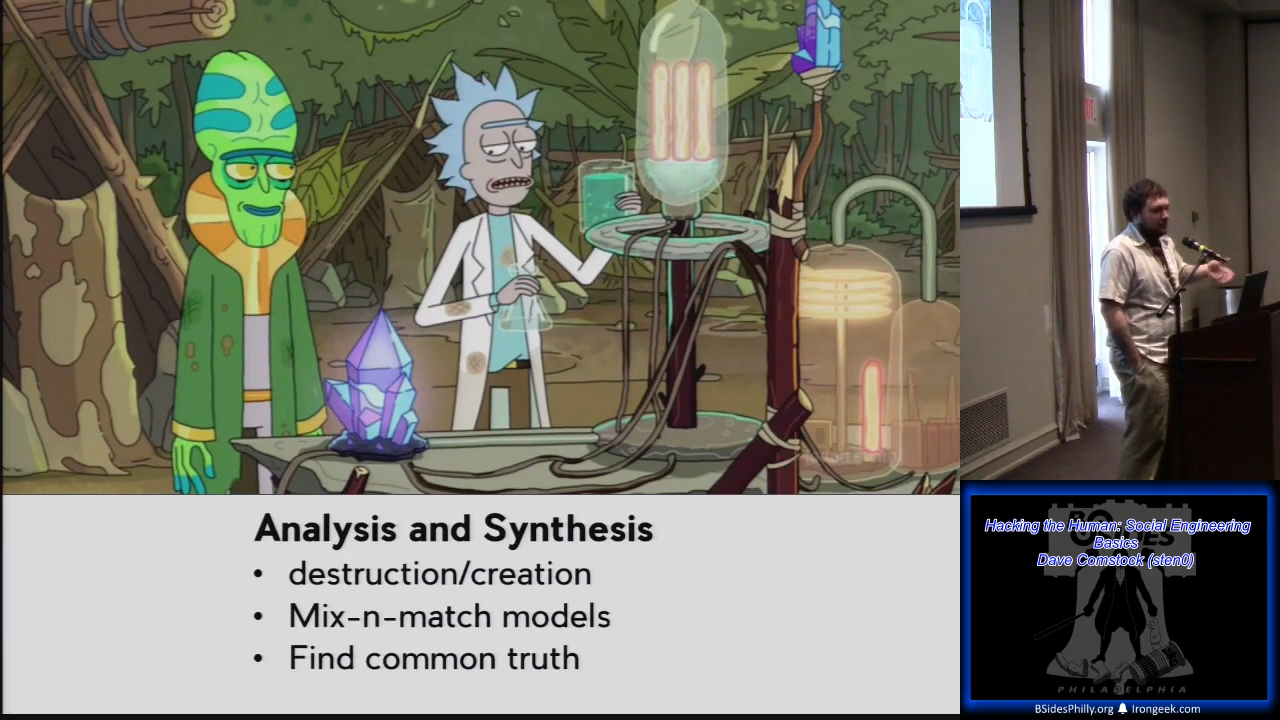 Analysis and Synthesis
• destruction/creation
• Mix-n-match models
• Find common truth
Hacking the Human: Social Engineering
Basics
Dave Comstock (sten0)
PHILADELPHIA
BSidesPhilly.org Irongeek.com